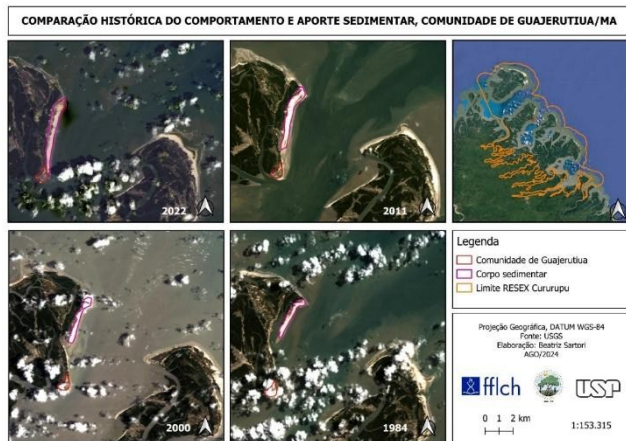 COMPARAÇÃO HISTÓRICA DO COMPORTAMENTO E APORTE SEDIMENTAR, COMUNIDADE DE GUAJERUTIUA/MA
2022
2011
2000
1984
Legenda
Comunidade de Guajerutiua
Corpo sedimentar
Limite RESEX Cururupu
Projeção Geográfica, DATUM WGS-84
Fonte: USGS
Elaboração: Beatriz Sartori
AGO/2024
fflch
USP
0 1 2 km
1:153.315